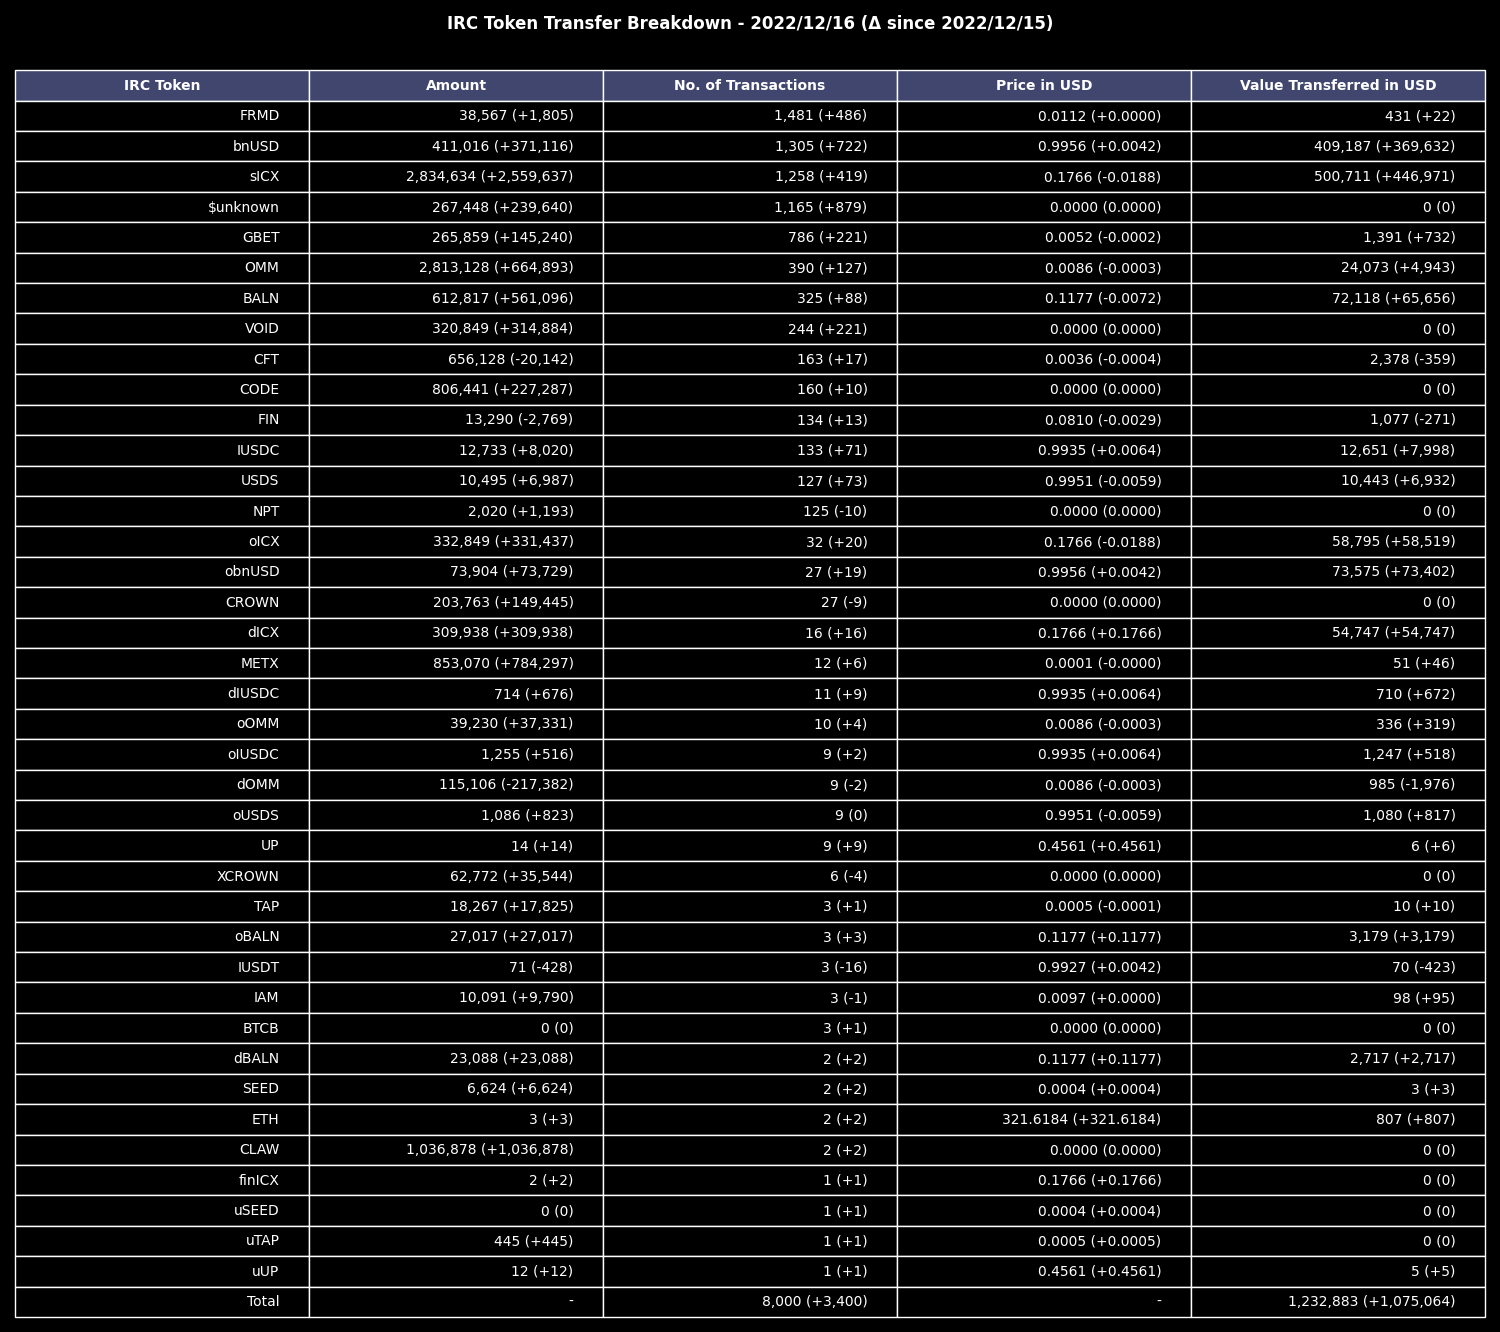 IRC Token Transfer Breakdown - 2022/12/16 (Δ since 2022/12/15)
IRC Token Amount No. of Transactions Price in USD Value Transferred in USD
FRMD 38,567 (+1,805) 1,481 (+486) 0.0112 (+0.0000) 431 (+22)
bnUSD 411,016 (+371,116) 1,305 (+722) 0.9956 (+0.0042) 409,187 (+369,632)
sICX 2,834,634 (+2,559,637) 1,258 (+419) 0.1766 (-0.0188) 500,711 (+446,971)
$unknown 267,448 (+239,640) 1,165 (+879) 0.0000 (0.0000) 0 (0)
GBET 265,859 (+145,240) 786 (+221) 0.0052 (-0.0002) 1,391 (+732)
OMM 2,813,128 (+664,893) 390 (+127) 0.0086 (-0.0003) 24,073 (+4,943)
BALN 612,817 (+561,096) 325 (+88) 0.1177 (-0.0072) 72,118 (+65,656)
VOID 320,849 (+314,884) 244 (+221) 0.0000 (0.0000) 0 (0)
CFT 656,128 (-20,142) 163 (+17) 0.0036 (-0.0004) 2,378 (-359)
CODE 806,441 (+227,287) 160 (+10) 0.0000 (0.0000) 0 (0)
FIN 13,290 (-2,769) 134 (+13) 0.0810 (-0.0029) 1,077 (-271)
IUSDC 12,733 (+8,020) 133 (+71) 0.9935 (+0.0064) 12,651 (+7,998)
USDS 10,495 (+6,987) 127 (+73) 0.9951 (-0.0059) 10,443 (+6,932)
NPT 2,020 (+1,193) 125 (-10) 0.0000 (0.0000) 0 (0)
oICX 332,849 (+331,437) 32 (+20) 0.1766 (-0.0188) 58,795 (+58,519)
obnUSD 73,904 (+73,729) 27 (+19) 0.9956 (+0.0042) 73,575 (+73,402)
CROWN 203,763 (+149,445) 27 (-9) 0.0000 (0.0000) 0 (0)
dICX 309,938 (+309,938) 16 (+16) 0.1766 (+0.1766) 54,747 (+54,747)
METX 853,070 (+784,297) 12 (+6) 0.0001 (-0.0000) 51 (+46)
dIUSDC 714 (+676) 11 (+9) 0.9935 (+0.0064) 710 (+672)
oOMM 39,230 (+37,331) 10 (+4) 0.0086 (-0.0003) 336 (+319)
oIUSDC 1,255 (+516) 9 (+2) 0.9935 (+0.0064) 1,247 (+518)
dOMM 115,106 (-217,382) 9 (-2) 0.0086 (-0.0003) 985 (-1,976)
oUSDS 1,086 (+823) 9 (0) 0.9951 (-0.0059) 1,080 (+817)
UP 14 (+14) 9 (+9) 0.4561 (+0.4561) 6 (+6)
XCROWN 62,772 (+35,544) 6 (-4) 0.0000 (0.0000) 0 (0)
TAP 18,267 (+17,825) 3 (+1) 0.0005 (-0.0001) 10 (+10)
oBALN 27,017 (+27,017) 3 (+3) 0.1177 (+0.1177) 3,179 (+3,179)
IUSDT 71 (-428) 3 (-16) 0.9927 (+0.0042) 70 (-423)
IAM 10,091 (+9,790) 3 (-1) 0.0097 (+0.0000) 98 (+95)
BTCB 0 (0) 3 (+1) 0.0000 (0.0000) 0 (0)
dBALN 23,088 (+23,088) 2 (+2) 0.1177 (+0.1177) 2,717 (+2,717)
SEED 6,624 (+6,624) 2 (+2) 0.0004 (+0.0004) 3 (+3)
ETH 3 (+3) 2 (+2) 321.6184 (+321.6184) 807 (+807)
CLAW 1,036,878 (+1,036,878) 2 (+2) 0.0000 (0.0000) 0 (0)
finICX 2 (+2) 1 (+1) 0.1766 (+0.1766) 0 (0)
uSEED 0 (0) 1 (+1) 0.0004 (+0.0004) 0 (0)
uTAP 445 (+445) 1 (+1) 0.0005 (+0.0005) 0 (0)
uUP 12 (+12) 1 (+1) 0.4561 (+0.4561) 5 (+5)
Total - 8,000 (+3,400) - 1,232,883 (+1,075,064)